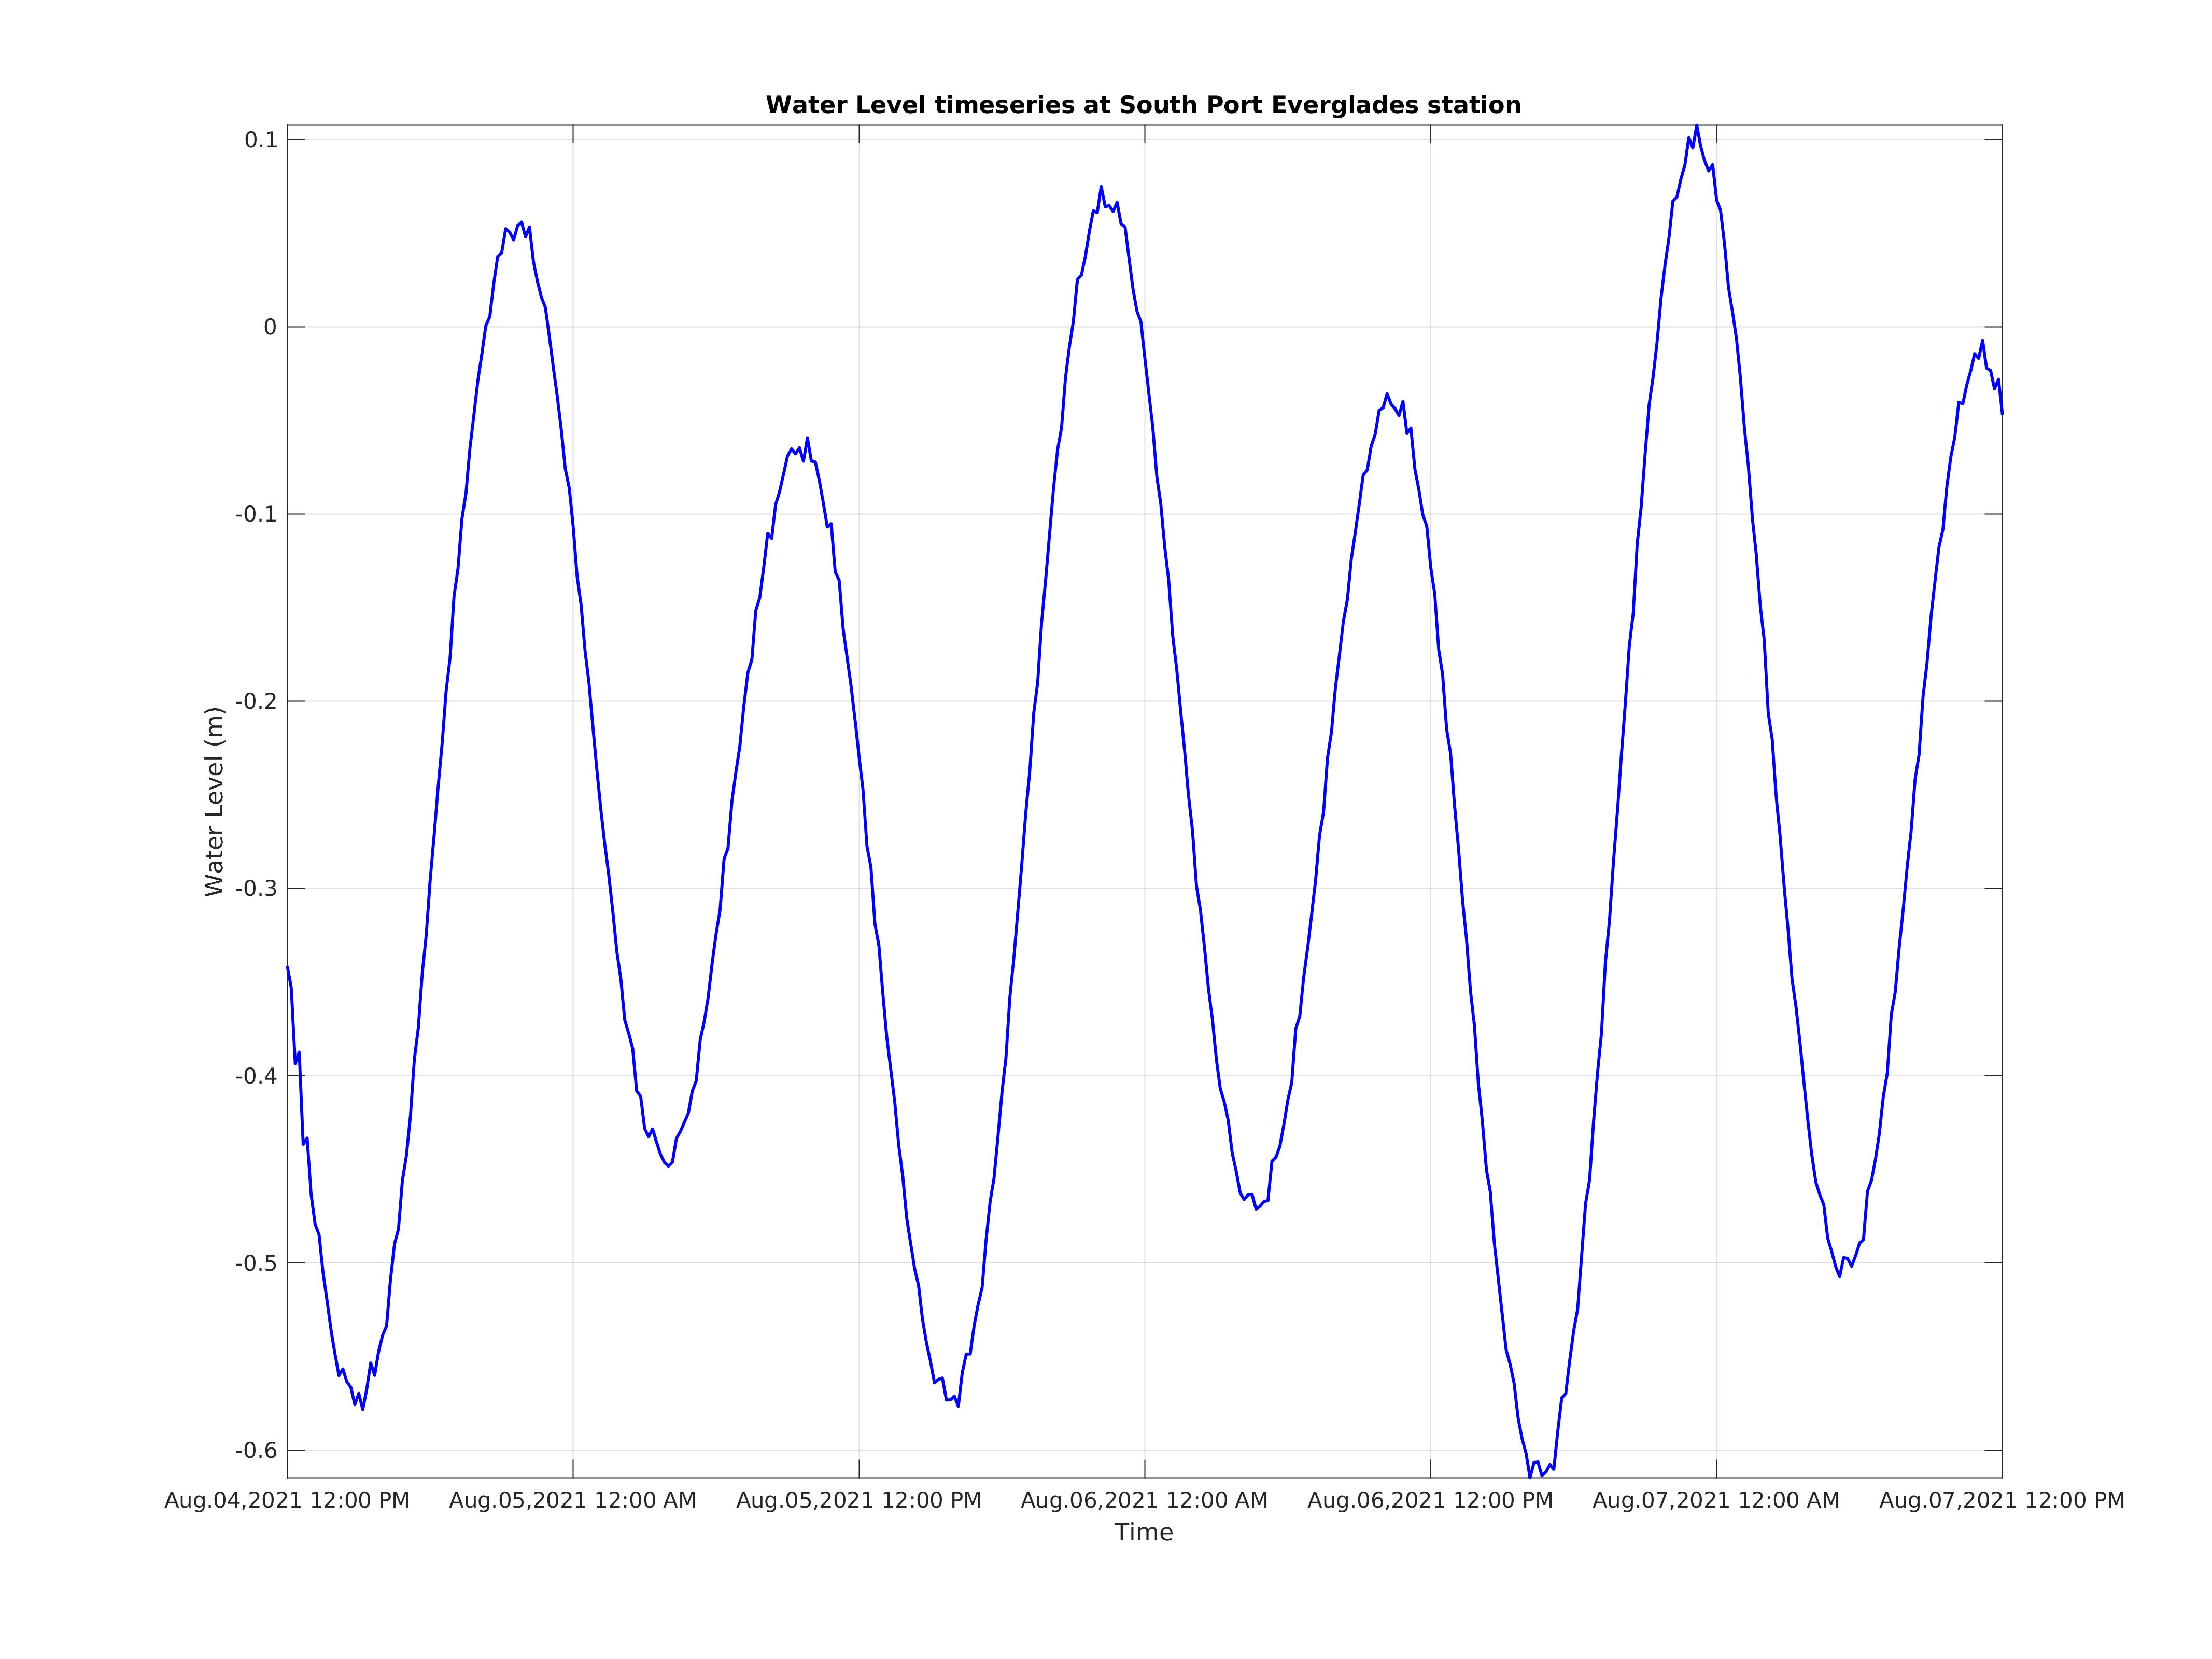 Water Level timeseries at South Port Everglades station
0.1
0
-0.1
-0.2
-0.3
-0.4
-0.5
-0.6
Water Level (m)
Aug.04,2021 12:00 PM Aug.05,2021 12:00 AM Aug.05,2021 12:00 PM Aug.06,2021 12:00 AM Aug.06,2021 12:00 PM Aug.07,2021 12:00 AM Aug.07,2021 12:00 PM
Time